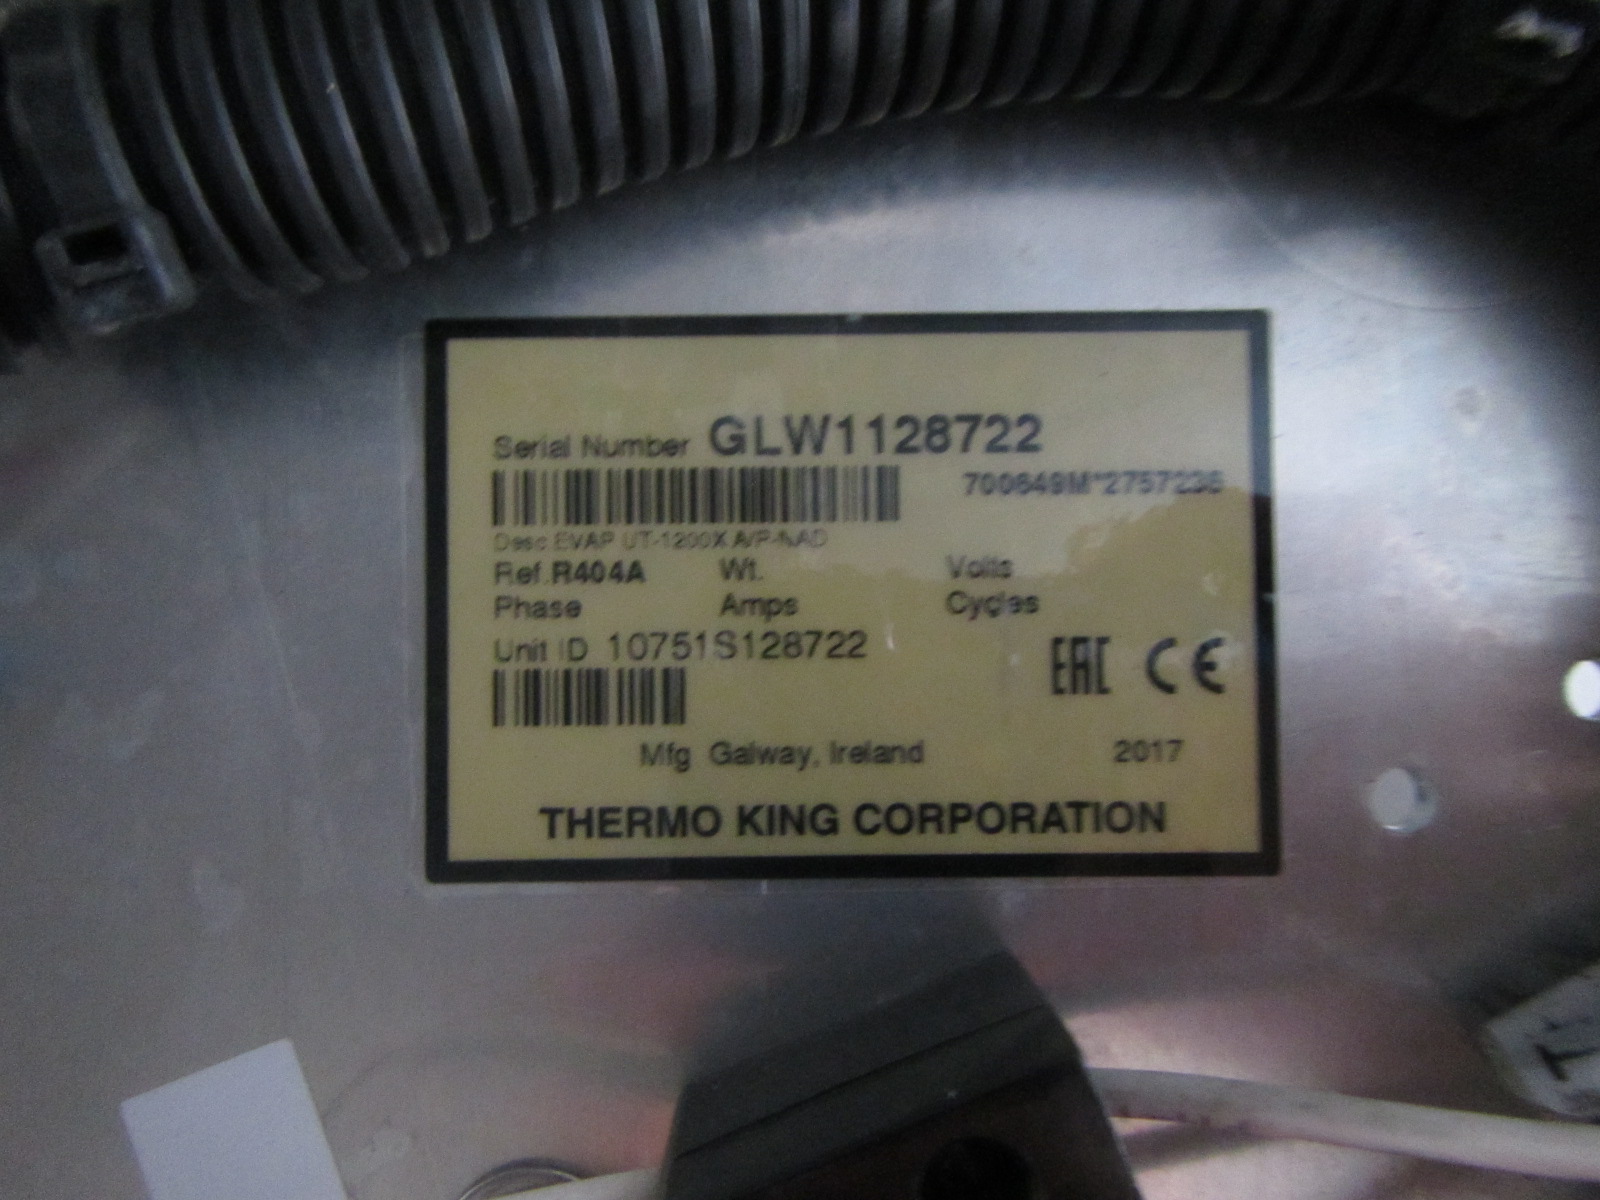 Serial Number GLW1128722
700649M*2757236
Desc EVAP UT-1200X A/P-NAD
Ref. R404A Wt. Volts
Phase Amps Cycles
Unit ID 10751S128722
EAC CE
Mfg Galway, Ireland 2017
THERMO KING CORPORATION